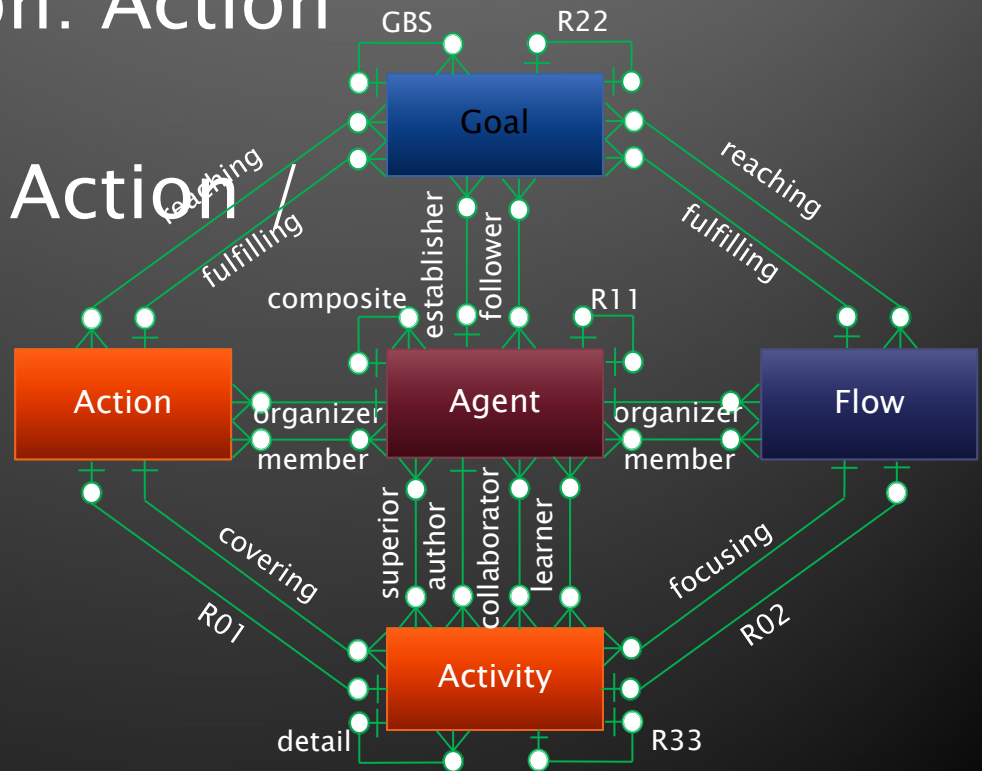 on: Action
GBS
R22
Goal
reaching
reaching
Action /
fulfilling
fulfilling
establisher
follower
composite
R11
Action
Agent
Flow
organizer
organizer
member
member
superior
author
collaborator
learner
covering
focusing
R01
R02
Activity
detail
R33